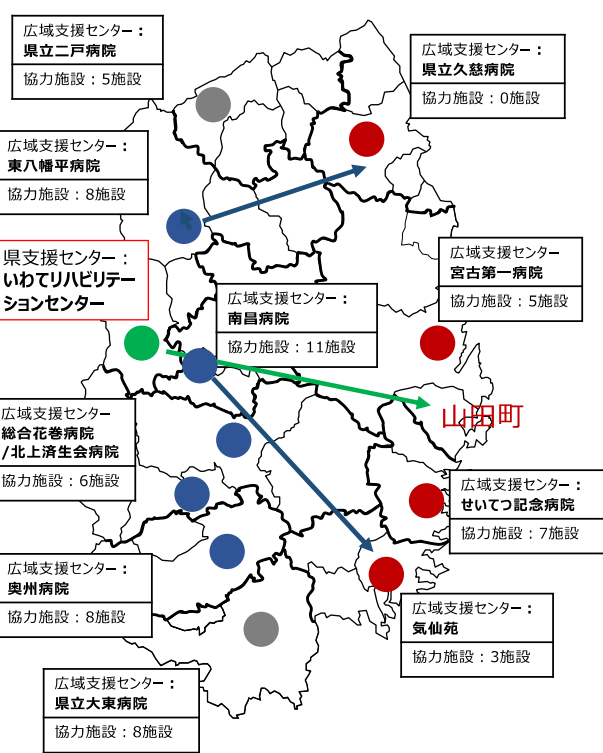 広域支援センター：
県立二戸病院
協力施設：5施設
広域支援センター：
県立久慈病院
協力施設：0施設
広域支援センター：
東八幡平病院
協力施設：8施設
県支援センター：
いわてリハビリテー
ションセンター
広域支援センター
宮古第一病院
協力施設：5施設
広域支援センター：
南昌病院
協力施設：11施設
山田町
広域支援センター
総合花巻病院
/北上済生会病院
協力施設：6施設
広域支援センター：
せいてつ記念病院
協力施設：7施設
広域支援センター：
奥州病院
協力施設：8施設
広域支援センター：
気仙苑
協力施設：3施設
広域支援センター：
県立大東病院
協力施設：8施設